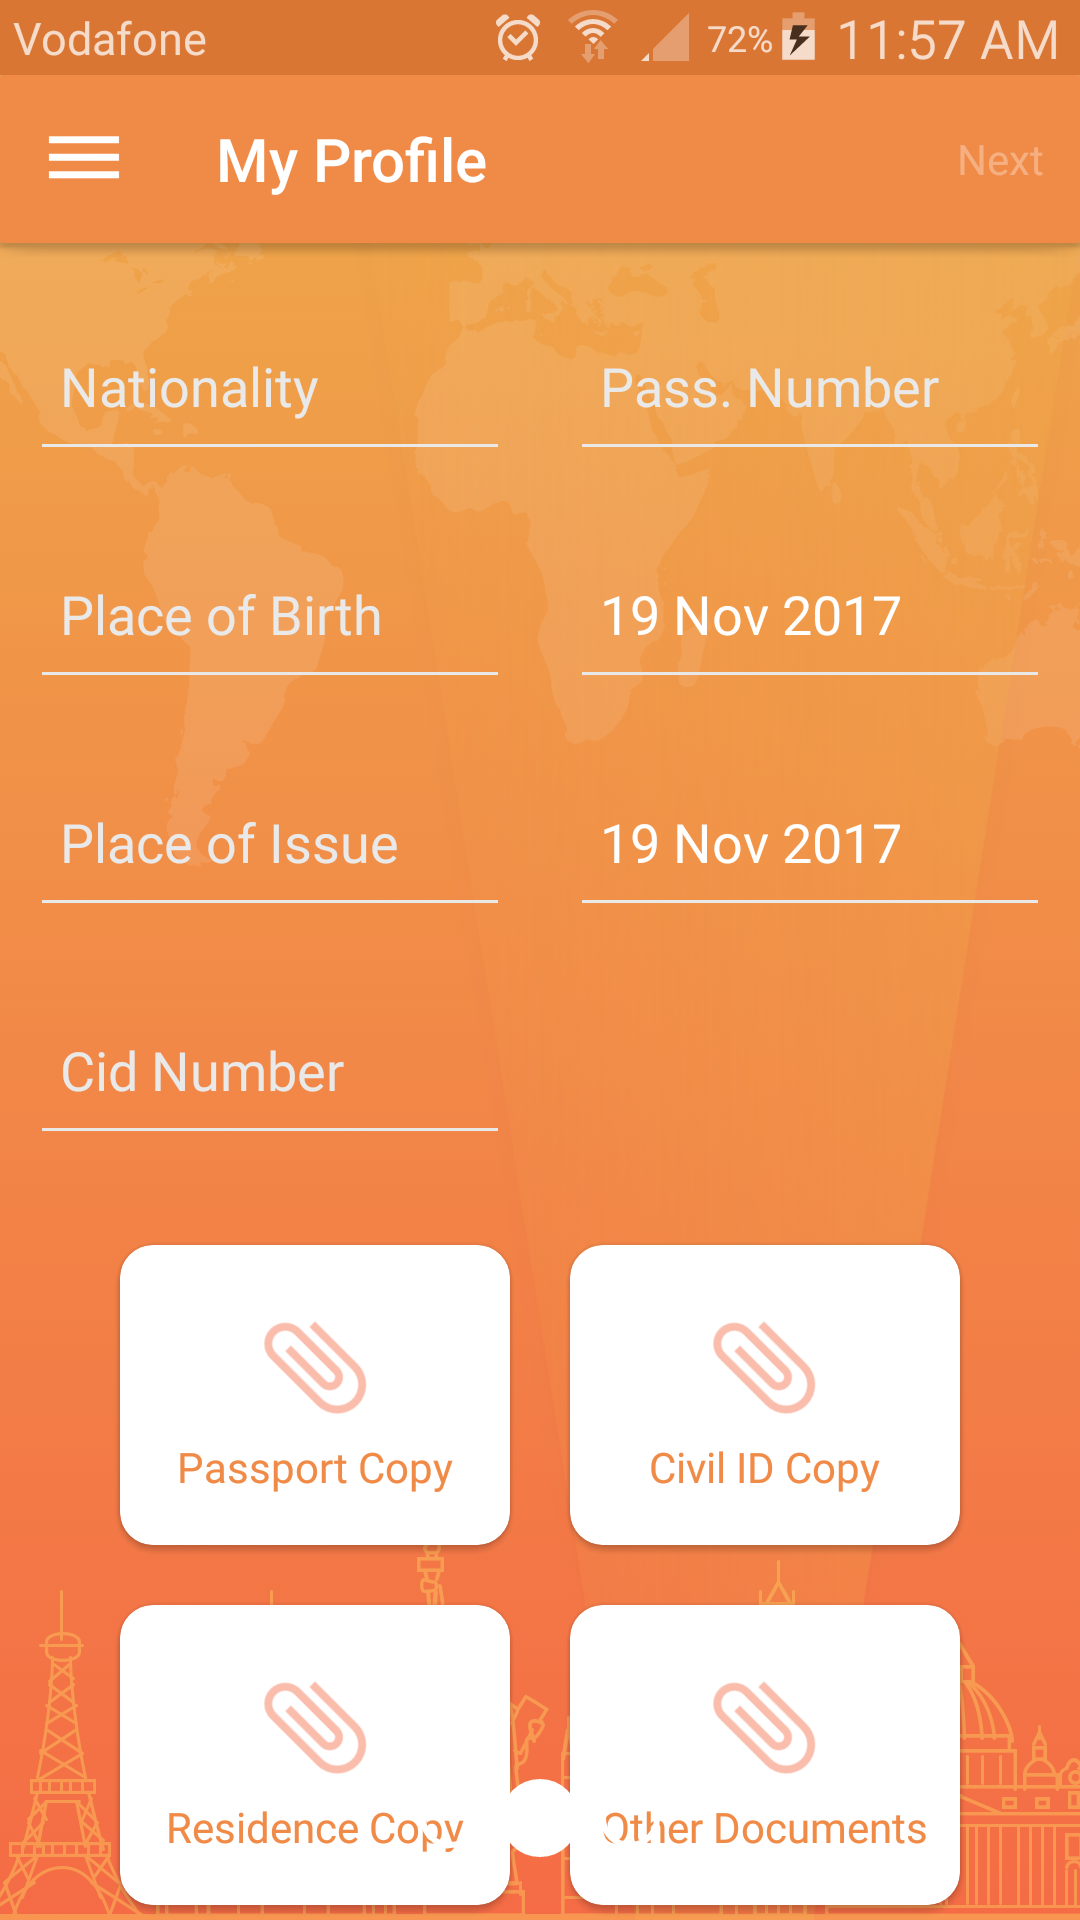 Vodafone 72% 11:57 AM
My Profile Next
Nationality Pass. Number
Place of Birth 19 Nov 2017
Place of Issue 19 Nov 2017
Cid Number
Passport Copy Civil ID Copy
Residence Copy Other Documents